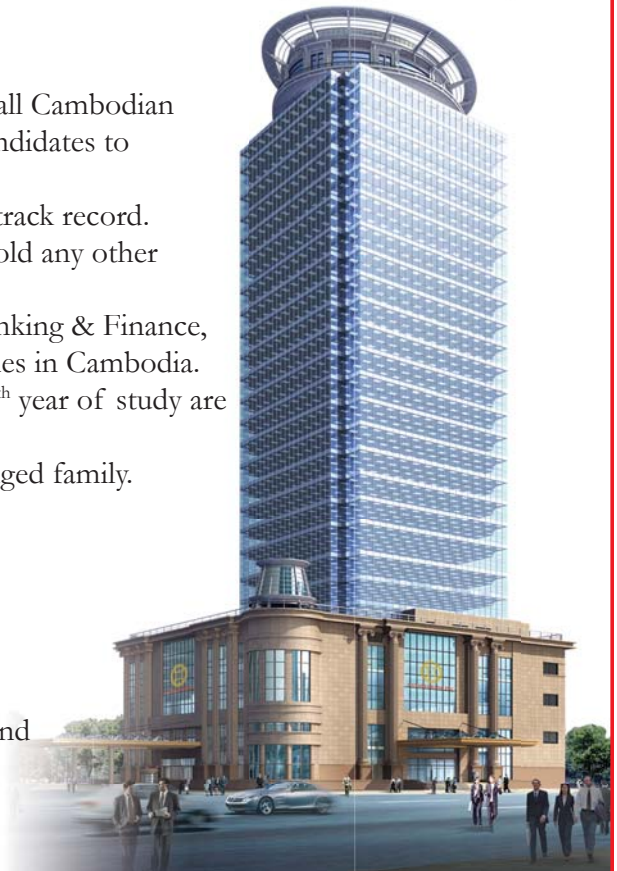 all Cambodian
ndidates to
track record.
old any other
nking & Finance,
es in Cambodia.
th year of study are
ged family.
nd